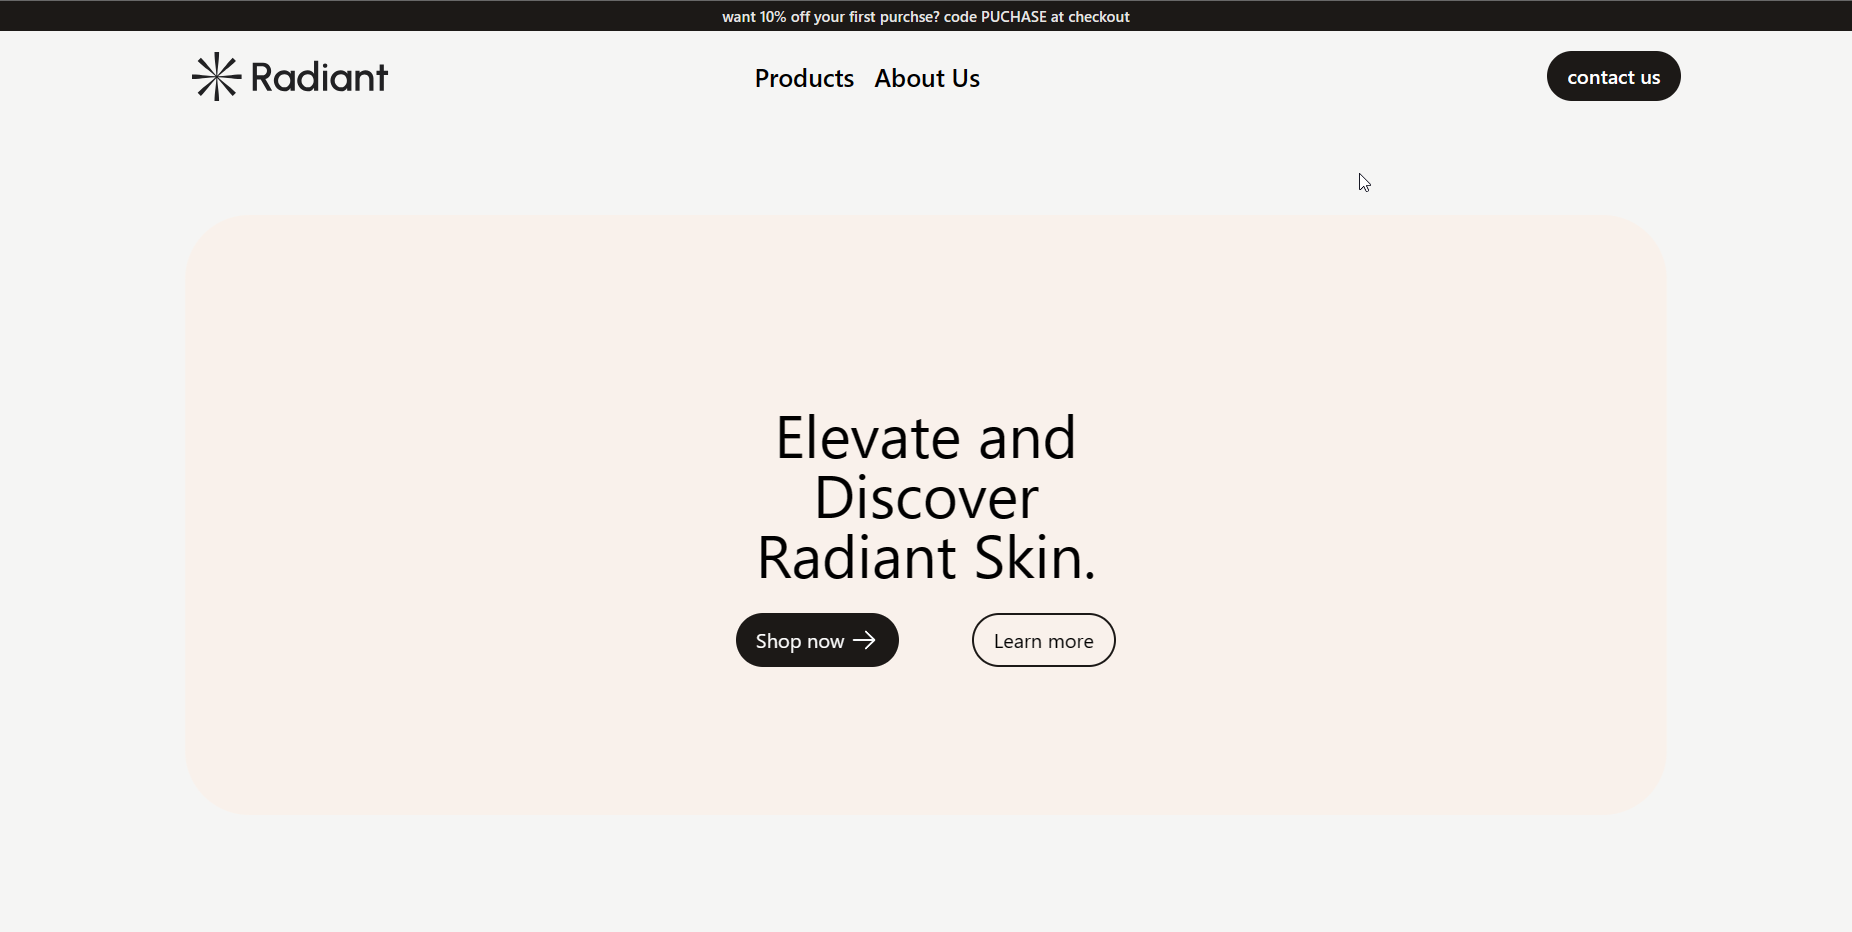 want 10% off your first purchse? code PUCHASE at checkout
Radiant
Products About Us
contact us
Elevate and
Discover
Radiant Skin.
Shop now
Learn more